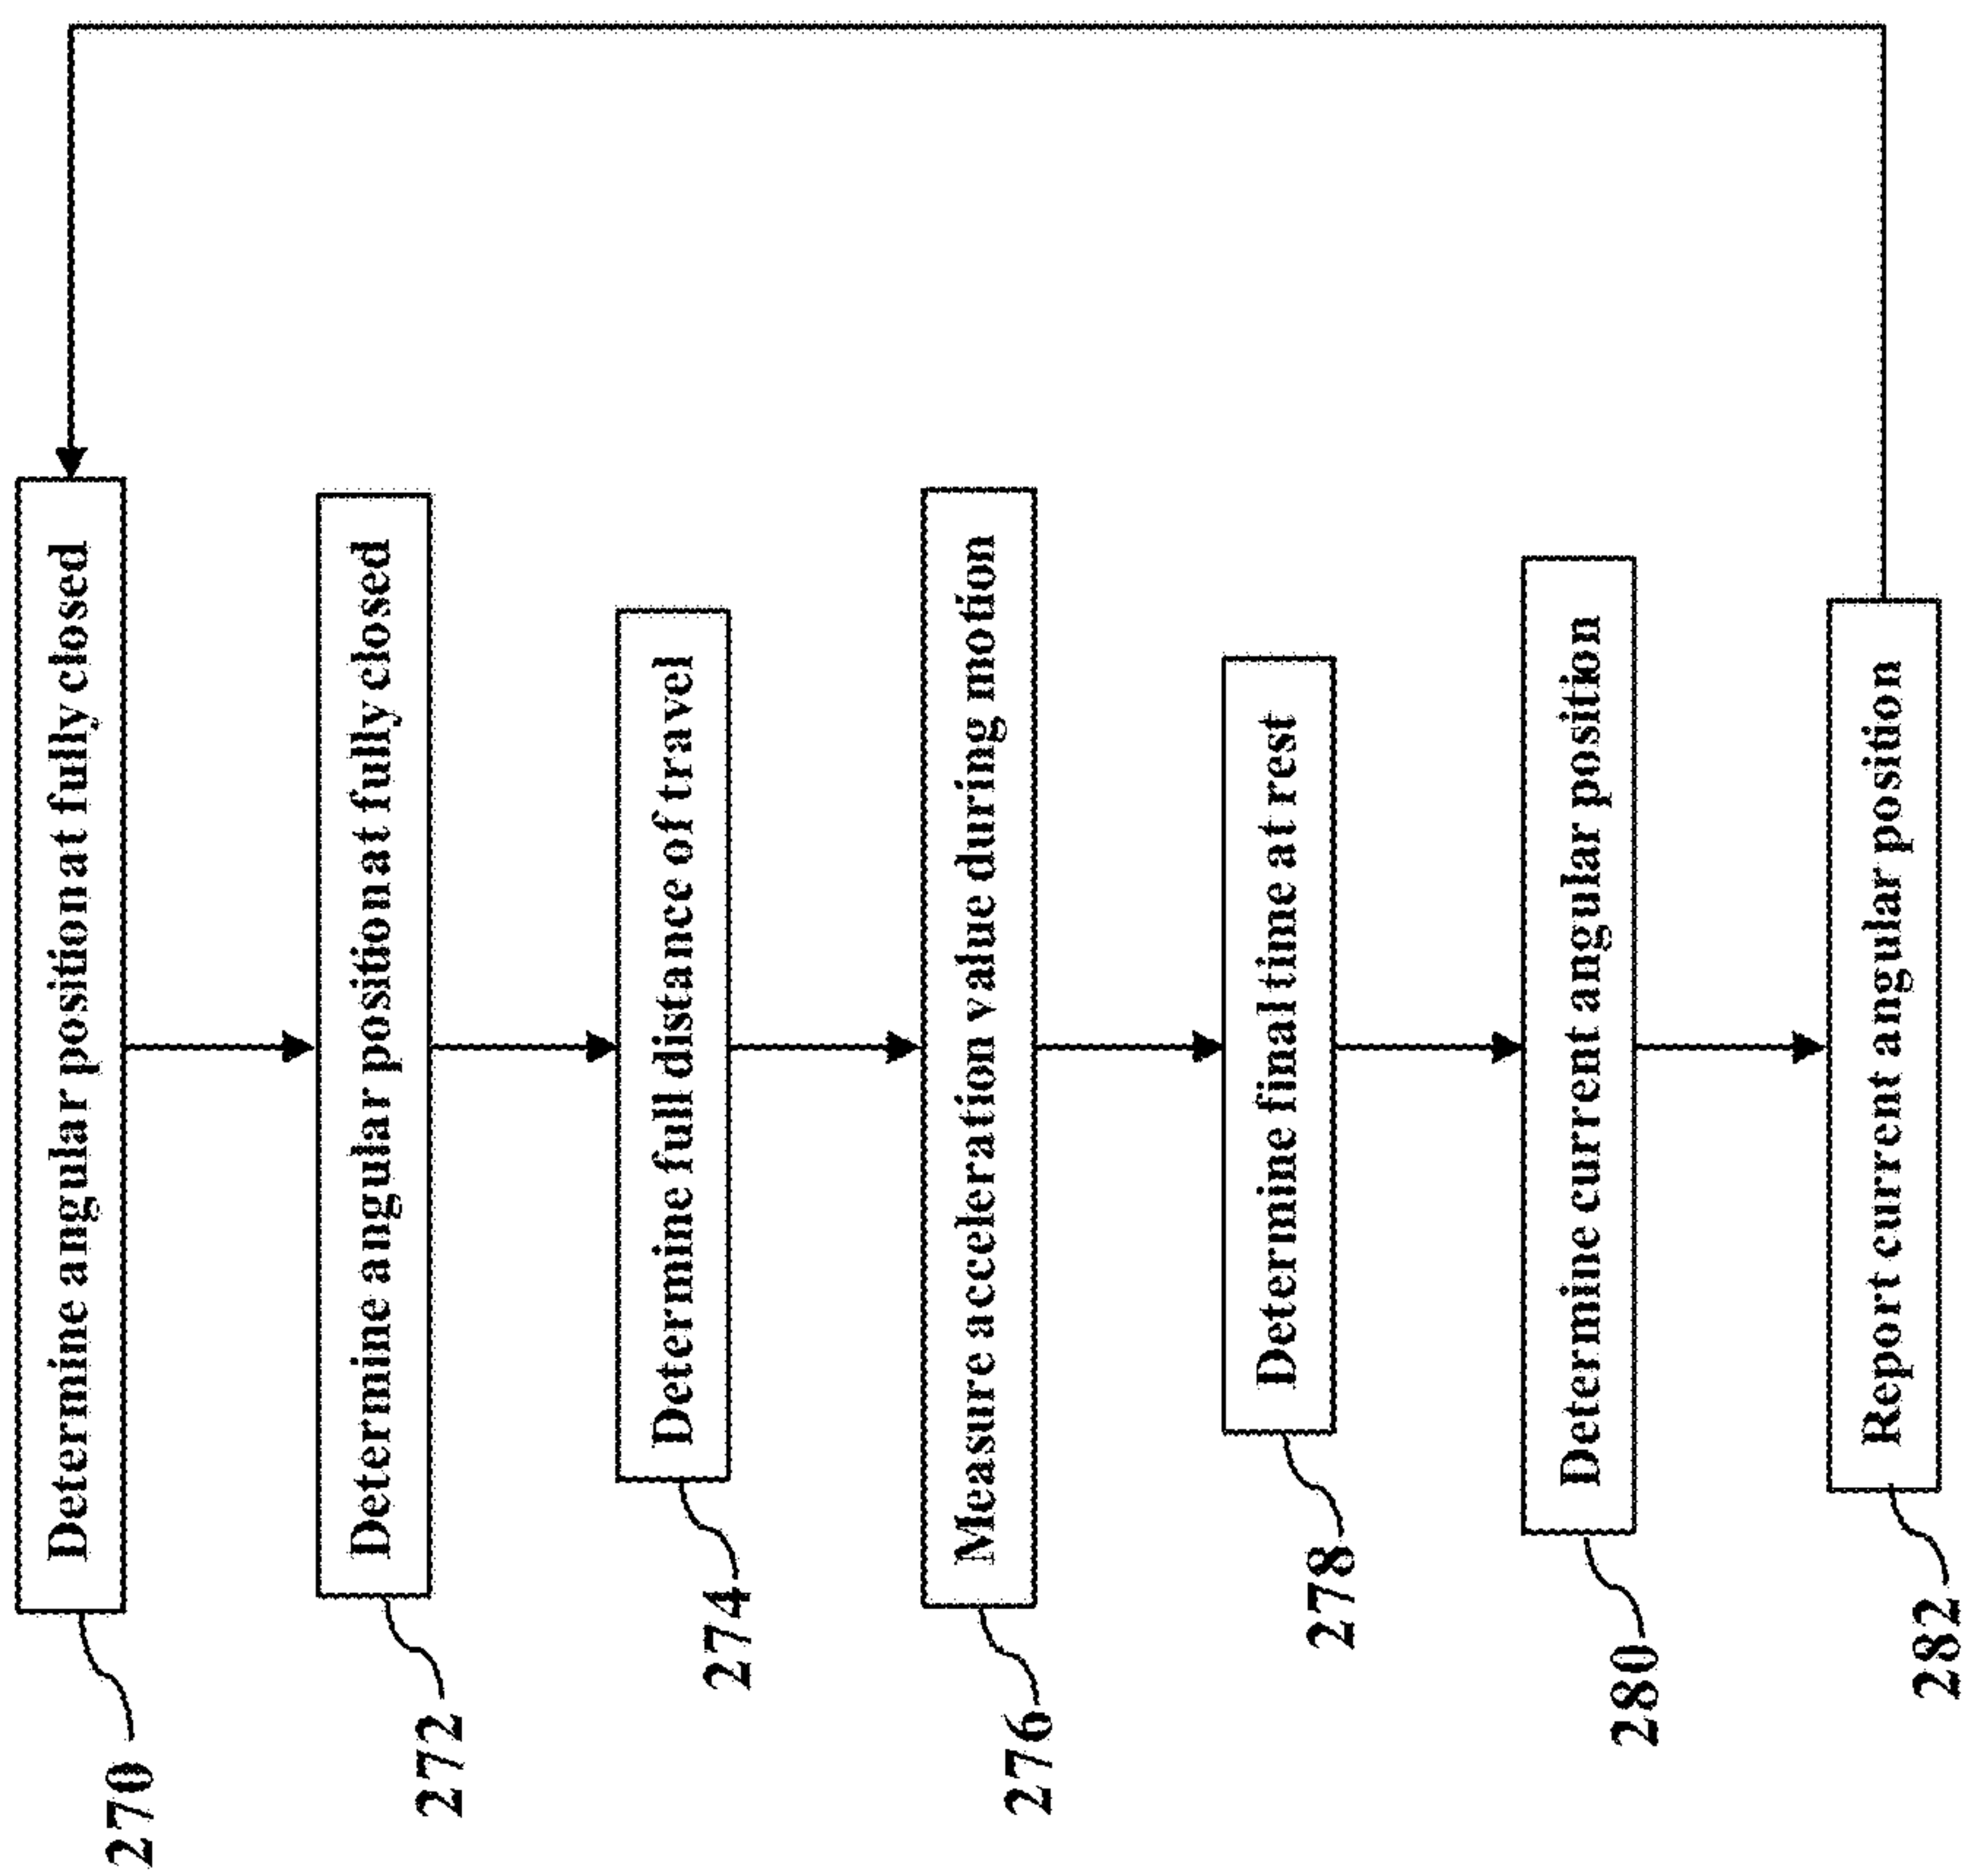 Determine angular position at fully closed
270
Determine angular position at fully closed
272
Determine full distance of travel
274
Measure acceleration value during motion
276
Determine final time at rest
278
Determine current angular position
280
Report current angular position
282